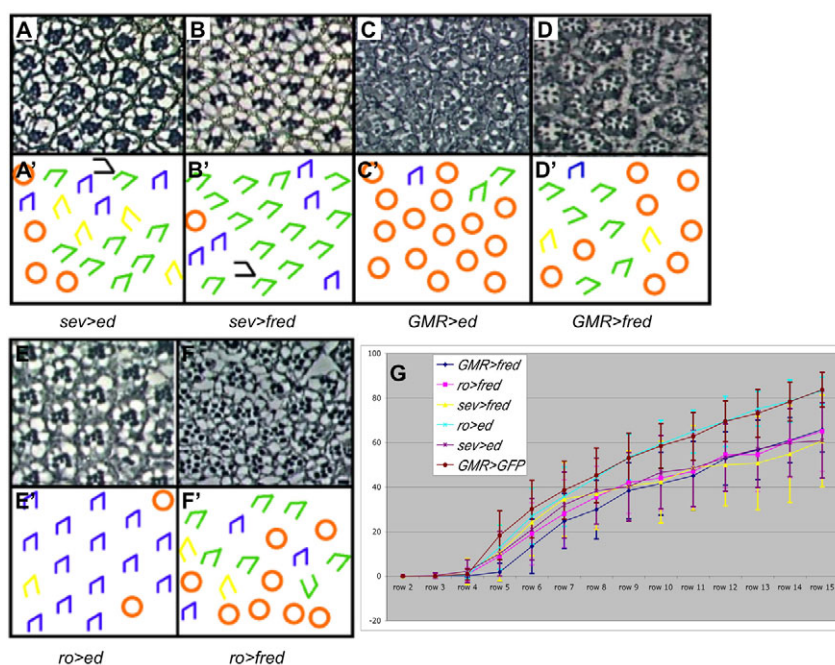 A B C D
A' B' C' D'
sev>ed sev>fred GMR>ed GMR>fred
E F
E' F'
ro>ed ro>fred
G
100
80
60
40
20
0
-20
GMR>fred
ro>fred
sev>fred
ro>ed
sev>ed
GMR>GFP
row 2 row 3 row 4 row 5 row 6 row 7 row 8 row 9 row 10 row 11 row 12 row 13 row 14 row 15